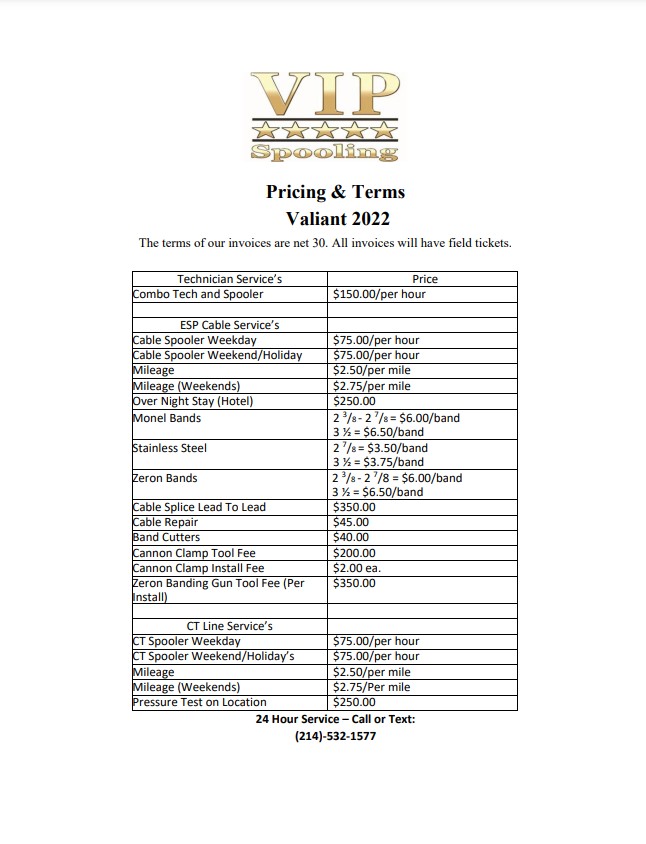 VIP
Spooling
Pricing & Terms
Valiant 2022
The terms of our invoices are net 30. All invoices will have field tickets.
Technician Service's Price
Combo Tech and Spooler $150.00/per hour
ESP Cable Service's
Cable Spooler Weekday $75.00/per hour
Cable Spooler Weekend/Holiday $75.00/per hour
Mileage $2.50/per mile
Mileage (Weekends) $2.75/per mile
Over Night Stay (Hotel) $250.00
Monel Bands 2 3/8 - 2 7/8 = $6.00/band
3 ½ = $6.50/band
Stainless Steel 2 7/8 = $3.50/band
3 ½ = $3.75/band
Zeron Bands 2 3/8 - 2 7/8 = $6.00/band
3 ½ = $6.50/band
Cable Splice Lead To Lead $350.00
Cable Repair $45.00
Band Cutters $40.00
Cannon Clamp Tool Fee $200.00
Cannon Clamp Install Fee $2.00 ea.
Zeron Banding Gun Tool Fee (Per $350.00
Install)
CT Line Service's
CT Spooler Weekday $75.00/per hour
CT Spooler Weekend/Holiday's $75.00/per hour
Mileage $2.50/per mile
Mileage (Weekends) $2.75/Per mile
Pressure Test on Location $250.00
24 Hour Service – Call or Text:
(214)-532-1577